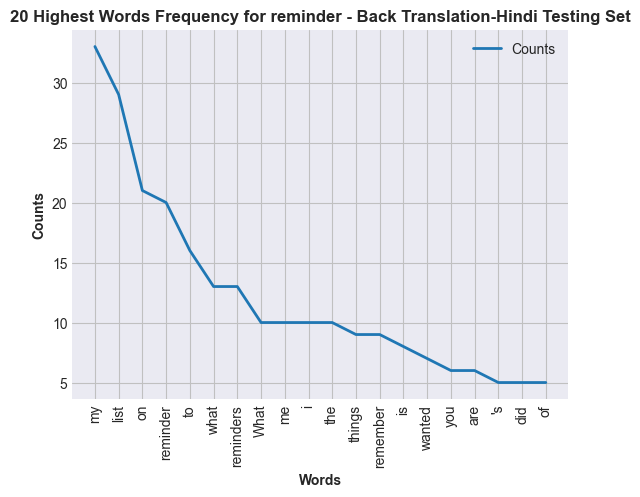 20 Highest Words Frequency for reminder - Back Translation-Hindi Testing Set
Counts
Counts
30
25
20
15
10
5
my
list
on
reminder
to
what
reminders
What
me
i
the
things
remember
is
wanted
you
are
's
did
of
Words